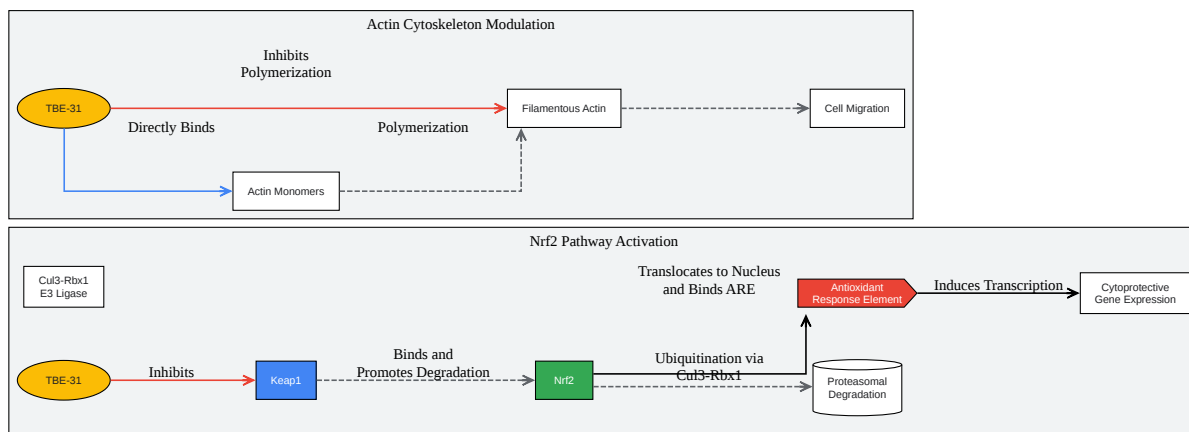 Actin Cytoskeleton Modulation
Inhibits
Polymerization
TBE-31
Filamentous Actin
Cell Migration
Directly Binds
Polymerization
Actin Monomers
Nrf2 Pathway Activation
Cul3-Rbx1
E3 Ligase
Translocates to Nucleus
and Binds ARE
Antioxidant
Response Element
Induces Transcription
Cytoprotective
Gene Expression
TBE-31
Inhibits
Keap1
Binds and
Promotes Degradation
Nrf2
Ubiquitination via
Cul3-Rbx1
Proteasomal
Degradation